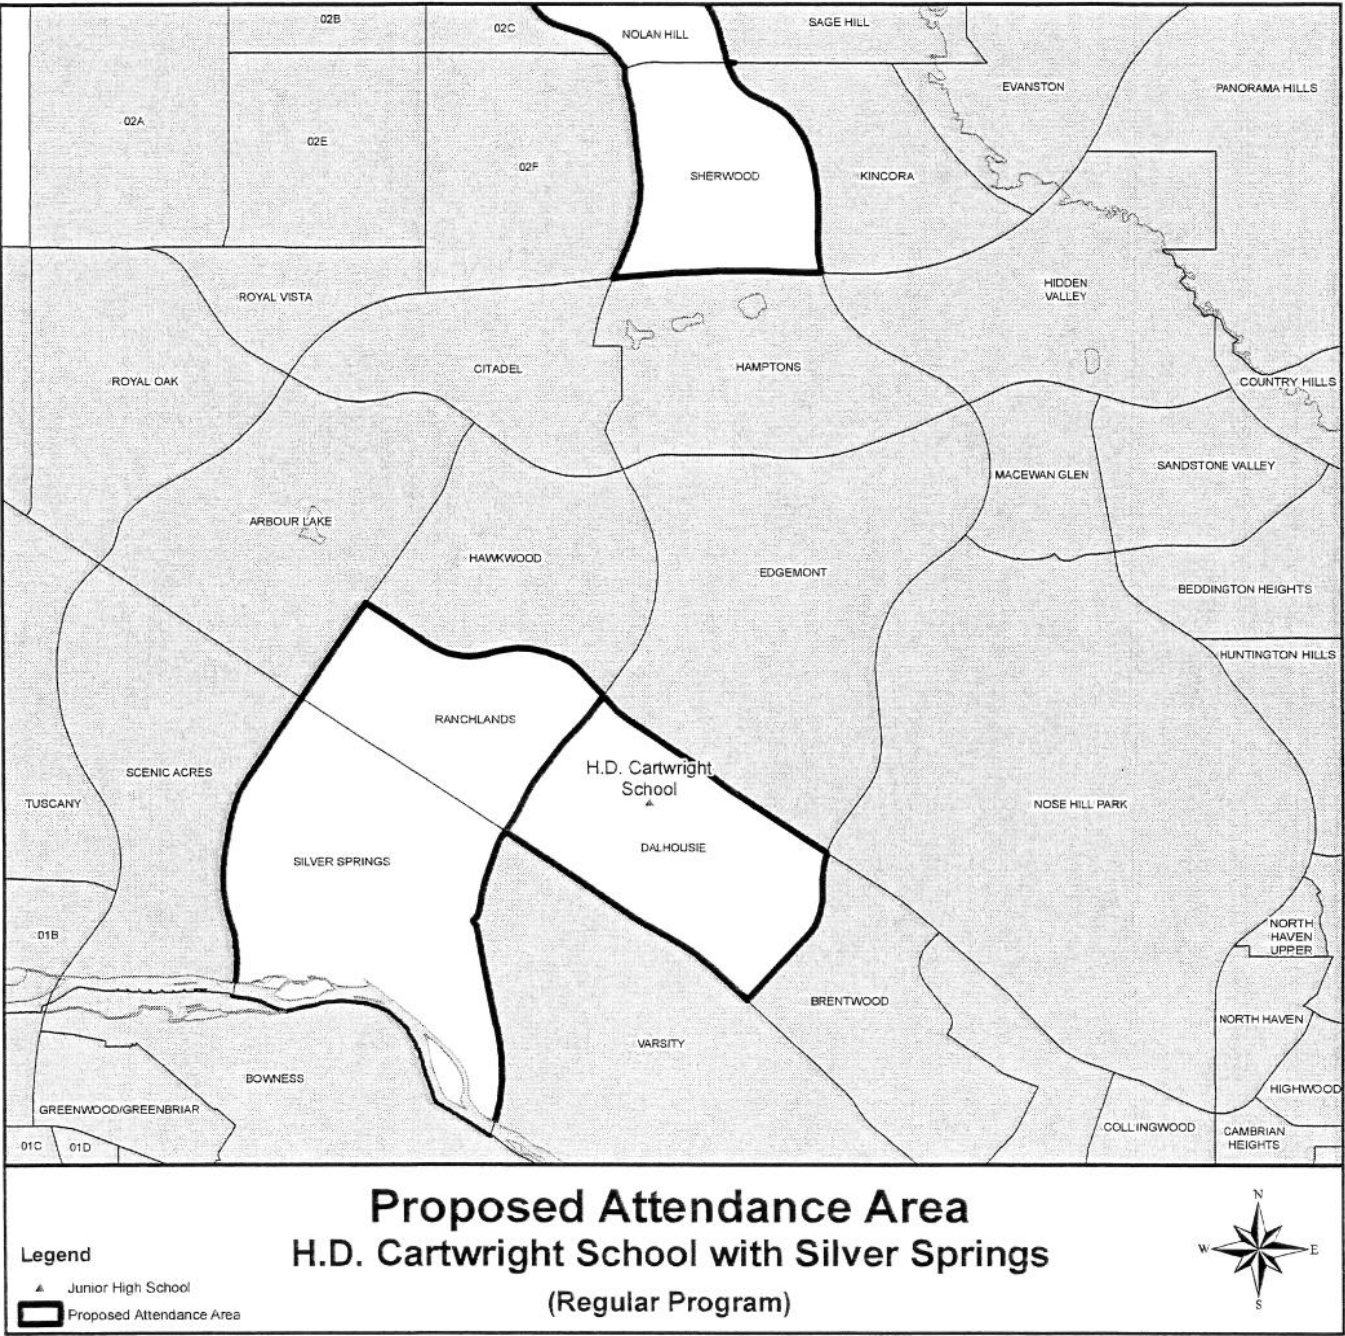 02B
02C
NOLAN HILL
SAGE HILL
EVANSTON
PANORAMA HILLS
02A
02E
02F
SHERWOOD
KINCORA
ROYAL VISTA
HIDDEN
VALLEY
ROYAL OAK
CITADEL
HAMPTONS
COUNTRY HILLS
ARBOUR LAKE
HAWKWOOD
EDGEMONT
MACEWAN GLEN
SANDSTONE VALLEY
BEDDINGTON HEIGHTS
HUNTINGTON HILLS
RANCHLANDS
SCENIC ACRES
TUSCANY
H.D. Cartwright
School
NOSE HILL PARK
SILVER SPRINGS
DALHOUSIE
01B
NORTH
HAVEN
UPPER
BRENTWOOD
NORTH HAVEN
VARSITY
BOWNESS
HIGHWOOD
GREENWOOD/GREENBRIAR
COLLINGWOOD
CAMBRIAN
HEIGHTS
01C
01D
Proposed Attendance Area
H.D. Cartwright School with Silver Springs
(Regular Program)
Legend
Junior High School
Proposed Attendance Area
N
W
E
S